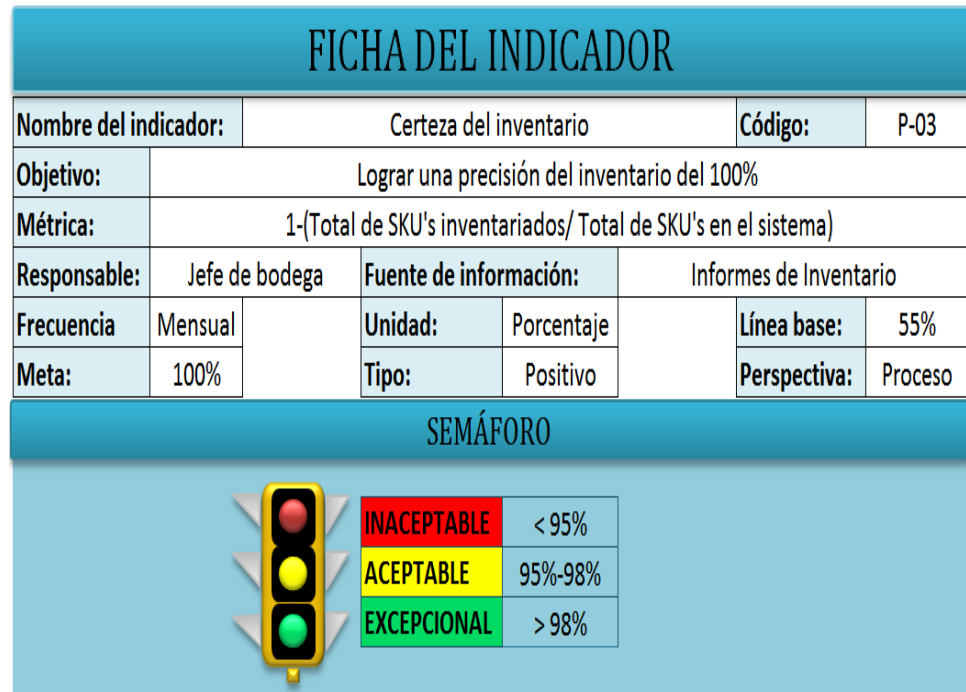 FICHA DEL INDICADOR
Nombre del indicador: Certeza del inventario Código: P-03
Objetivo: Lograr una precisión del inventario del 100%
Métrica: 1-(Total de SKU's inventariados/ Total de SKU's en el sistema)
Responsable: Jefe de bodega Fuente de información: Informes de Inventario
Frecuencia Mensual Unidad: Porcentaje Línea base: 55%
Meta: 100% Tipo: Positivo Perspectiva: Proceso
SEMÁFORO
INACEPTABLE < 95%
ACEPTABLE 95%-98%
EXCEPCIONAL > 98%